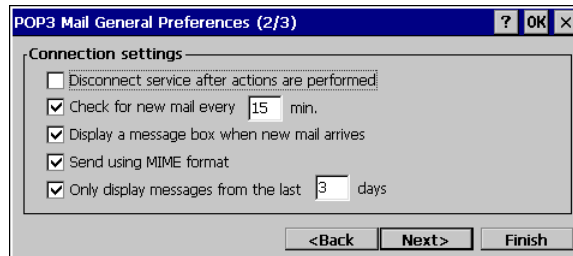 POP3 Mail General Preferences (2/3) ? OK ×
Connection settings
Disconnect service after actions are performed
Check for new mail every 15 min.
Display a message box when new mail arrives
Send using MIME format
Only display messages from the last 3 days
<Back Next> Finish